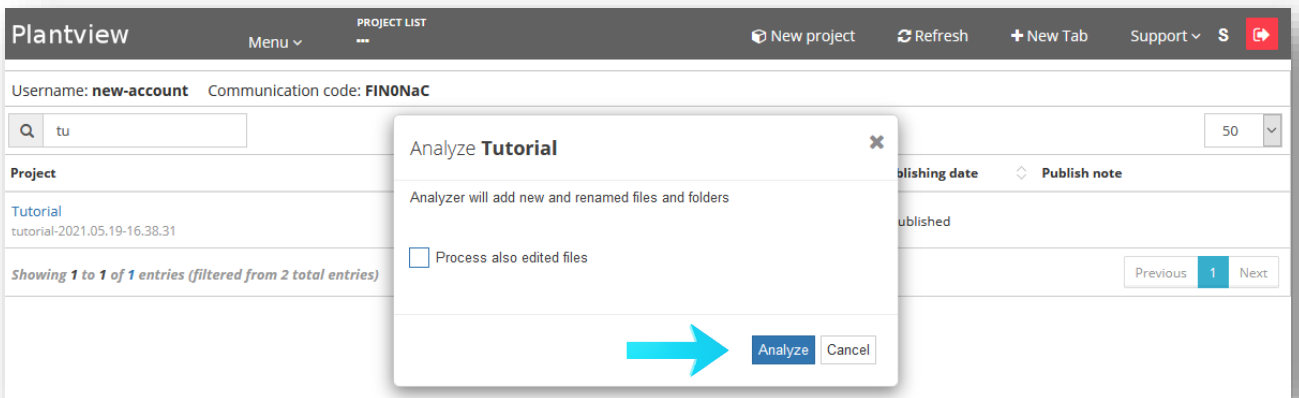 Plantview
Menu
PROJECT LIST
---
New project
Refresh
New Tab
Support
S
Username: new-account Communication code: FIN0NaC
tu
50
Project
blishing date
Publish note
Tutorial
tutorial-2021.05.19-16.38.31
ublished
Showing 1 to 1 of 1 entries (filtered from 2 total entries)
Previous 1 Next
Analyze Tutorial
Analyzer will add new and renamed files and folders
Process also edited files
Analyze Cancel